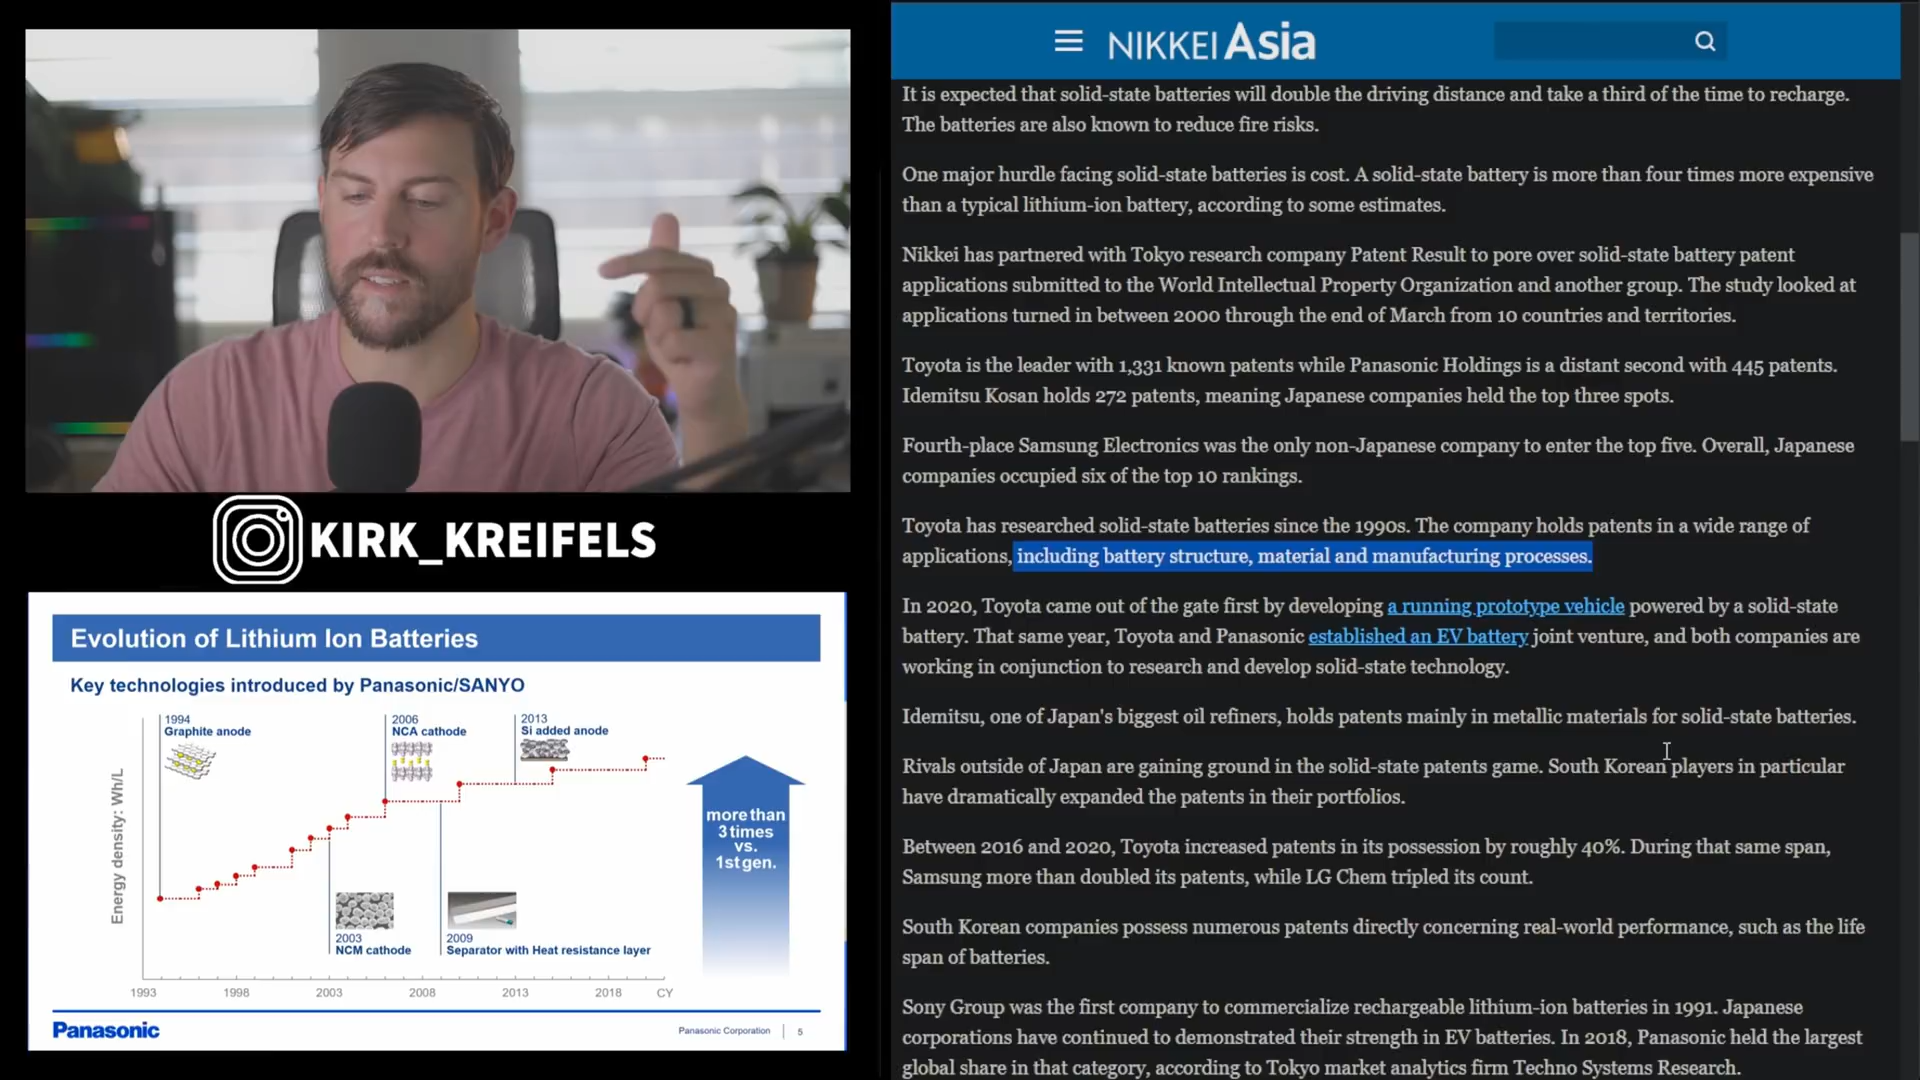 KIRK_KREIFELS
Evolution of Lithium Ion Batteries
Key technologies introduced by Panasonic/SANYO
1994
Graphite anode
2006
NCA cathode
2013
Si added anode
Energy density: Wh/L
more than
3 times
vs.
1st gen.
2003
NCM cathode
2009
Separator with Heat resistance layer
1993 1998 2003 2008 2013 2018 CY
Panasonic
Panasonic Corporation 5
NIKKEI Asia
It is expected that solid-state batteries will double the driving distance and take a third of the time to recharge.
The batteries are also known to reduce fire risks.
One major hurdle facing solid-state batteries is cost. A solid-state battery is more than four times more expensive
than a typical lithium-ion battery, according to some estimates.
Nikkei has partnered with Tokyo research company Patent Result to pore over solid-state battery patent
applications submitted to the World Intellectual Property Organization and another group. The study looked at
applications turned in between 2000 through the end of March from 10 countries and territories.
Toyota is the leader with 1,331 known patents while Panasonic Holdings is a distant second with 445 patents.
Idemitsu Kosan holds 272 patents, meaning Japanese companies held the top three spots.
Fourth-place Samsung Electronics was the only non-Japanese company to enter the top five. Overall, Japanese
companies occupied six of the top 10 rankings.
Toyota has researched solid-state batteries since the 1990s. The company holds patents in a wide range of
applications, including battery structure, material and manufacturing processes.
In 2020, Toyota came out of the gate first by developing a running prototype vehicle powered by a solid-state
battery. That same year, Toyota and Panasonic established an EV battery joint venture, and both companies are
working in conjunction to research and develop solid-state technology.
Idemitsu, one of Japan's biggest oil refiners, holds patents mainly in metallic materials for solid-state batteries.
Rivals outside of Japan are gaining ground in the solid-state patents game. South Korean players in particular
have dramatically expanded the patents in their portfolios.
Between 2016 and 2020, Toyota increased patents in its possession by roughly 40%. During that same span,
Samsung more than doubled its patents, while LG Chem tripled its count.
South Korean companies possess numerous patents directly concerning real-world performance, such as the life
span of batteries.
Sony Group was the first company to commercialize rechargeable lithium-ion batteries in 1991. Japanese
corporations have continued to demonstrated their strength in EV batteries. In 2018, Panasonic held the largest
global share in that category, according to Tokyo market analytics firm Techno Systems Research.